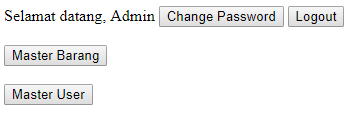 Selamat datang, Admin Change Password Logout
Master Barang
Master User